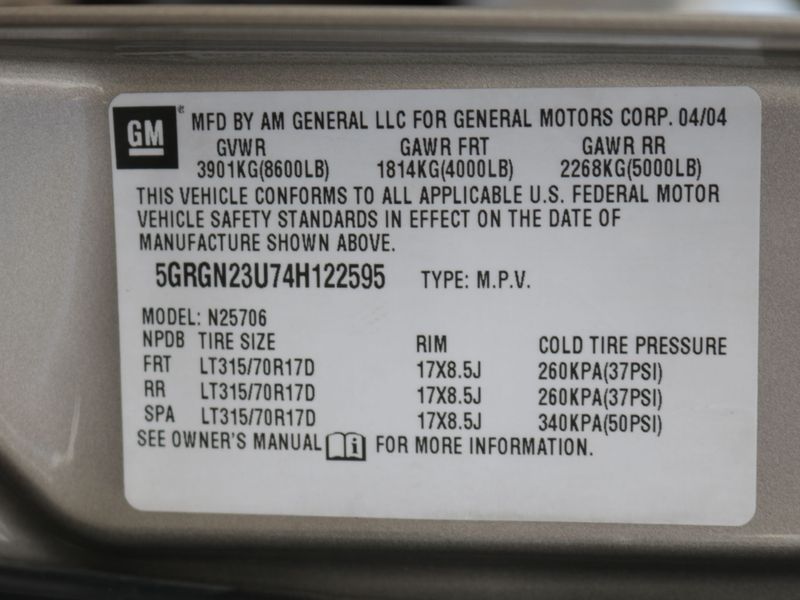 GM® MFD BY AM GENERAL LLC FOR GENERAL MOTORS CORP. 04/04
GVWR GAWR FRT GAWR RR
3901KG(8600LB) 1814KG(4000LB) 2268KG(5000LB)
THIS VEHICLE CONFORMS TO ALL APPLICABLE U.S. FEDERAL MOTOR
VEHICLE SAFETY STANDARDS IN EFFECT ON THE DATE OF
MANUFACTURE SHOWN ABOVE.
5GRGN23U74H122595 TYPE: M.P.V.
MODEL: N25706
NPDB TIRE SIZE RIM COLD TIRE PRESSURE
FRT LT315/70R17D 17X8.5J 260KPA(37PSI)
RR LT315/70R17D 17X8.5J 260KPA(37PSI)
SPA LT315/70R17D 17X8.5J 340KPA(50PSI)
SEE OWNER'S MANUAL i FOR MORE INFORMATION.